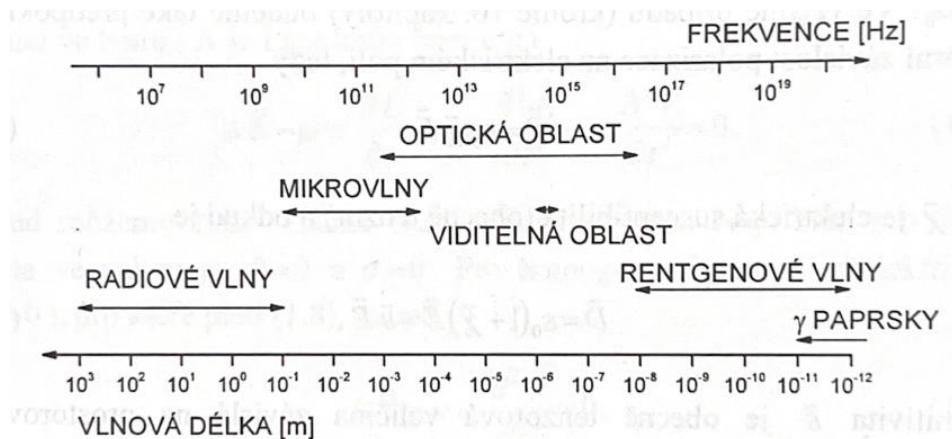 FREKVENCE [Hz]
10⁷ 10⁹ 10¹¹ 10¹³ 10¹⁵ 10¹⁷ 10¹⁹
OPTICKÁ OBLAST
MIKROVLNY
VIDITELNÁ OBLAST
RADIOVÉ VLNY RENTGENOVÉ VLNY
γ PAPRSKY
10³ 10² 10¹ 10⁰ 10⁻¹ 10⁻² 10⁻³ 10⁻⁴ 10⁻⁵ 10⁻⁶ 10⁻⁷ 10⁻⁸ 10⁻⁹ 10⁻¹⁰ 10⁻¹¹ 10⁻¹²
VLNOVÁ DÉLKA [m]